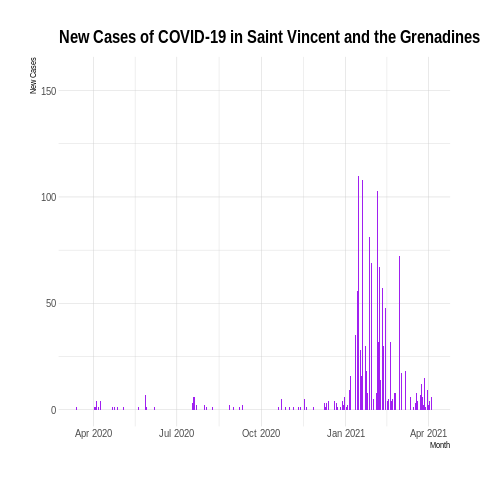 New Cases of COVID-19 in Saint Vincent and the Grenadines
New Cases
150
100
50
0
Apr 2020 Jul 2020 Oct 2020 Jan 2021 Apr 2021
Month